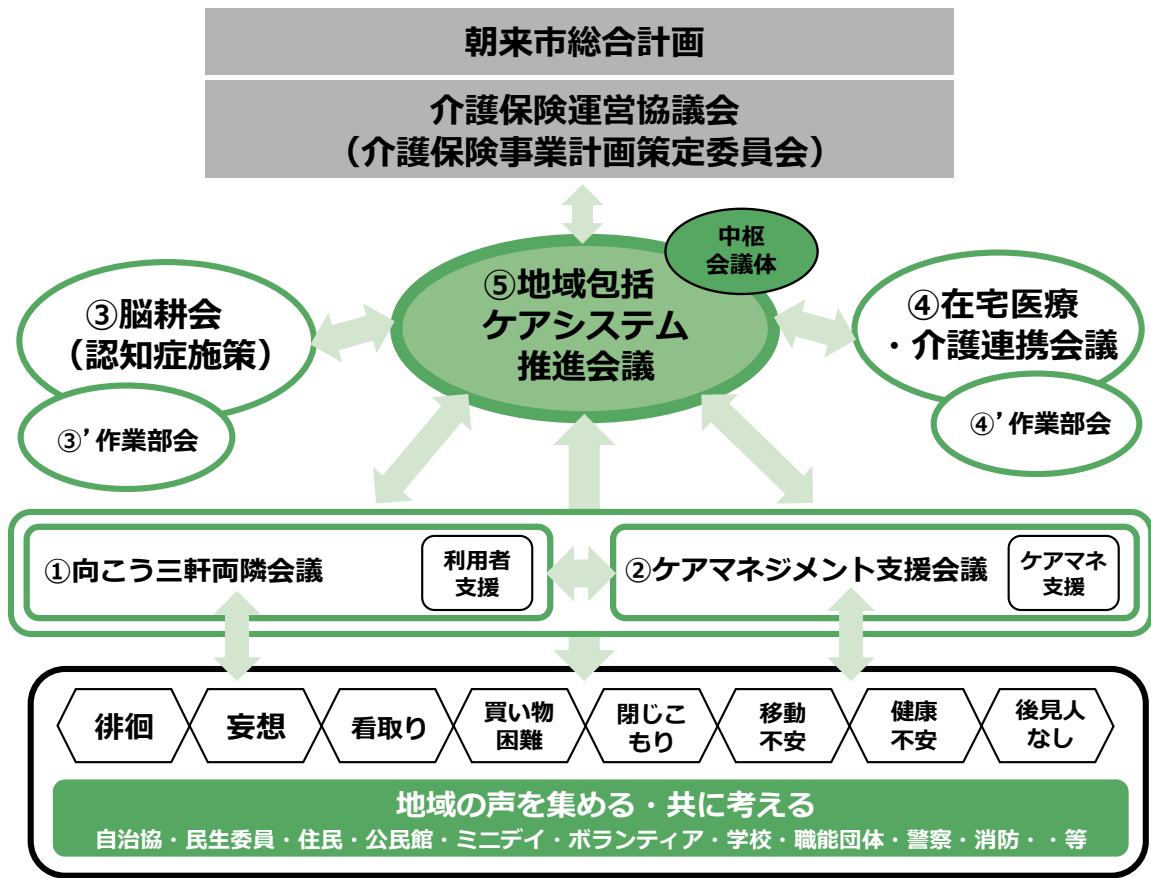 朝来市総合計画
介護保険運営協議会
（介護保険事業計画策定委員会）
中枢
会議体
⑤地域包括
ケアシステム
推進会議
③脳耕会
（認知症施策）
③’作業部会
④在宅医療
・介護連携会議
④’作業部会
①向こう三軒両隣会議
利用者
支援
②ケアマネジメント支援会議
ケアマネ
支援
徘徊
妄想
看取り
買い物
困難
閉じこ
もり
移動
不安
健康
不安
後見人
なし
地域の声を集める・共に考える
自治協・民生委員・住民・公民館・ミニデイ・ボランティア・学校・職能団体・警察・消防・・等